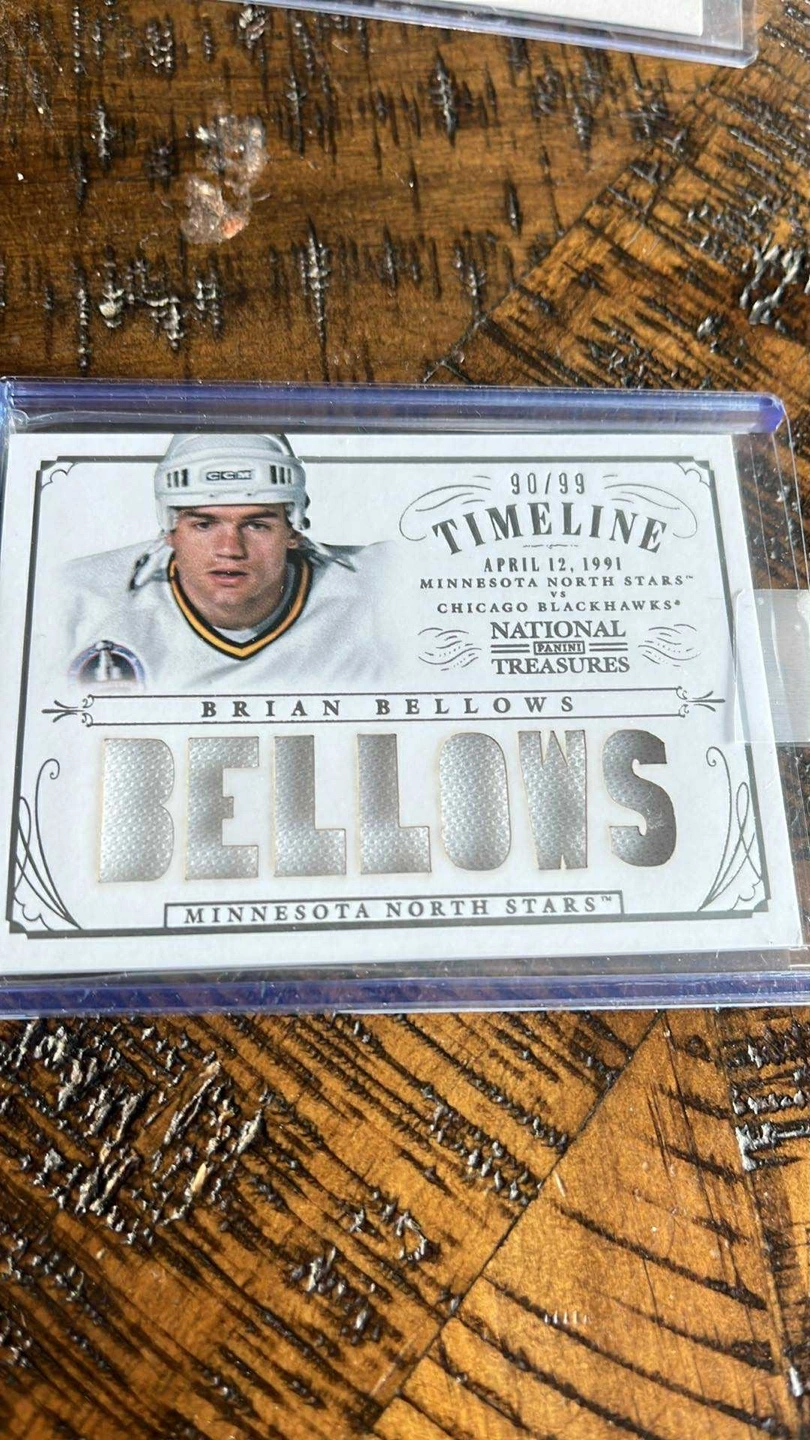 CCM
90/99
TIMELINE
APRIL 12, 1991
MINNESOTA NORTH STARS™
VS
CHICAGO BLACKHAWKS®
NATIONAL
PANINI
TREASURES
BRIAN BELLOWS
BELLOWS
MINNESOTA NORTH STARS™